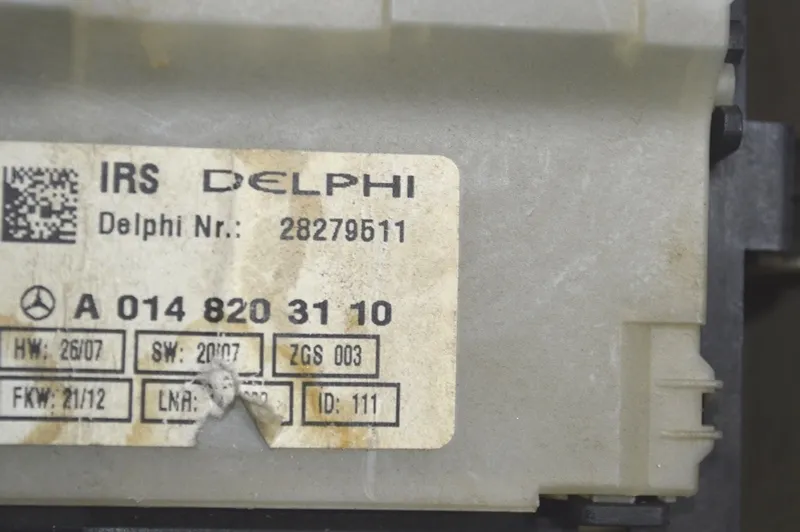 IRS DELPHI
Delphi Nr.: 28279511
A 014 820 31 10
HW: 26/07 SW: 20/07 ZGS 003
FKW: 21/12 LNR: ID: 111